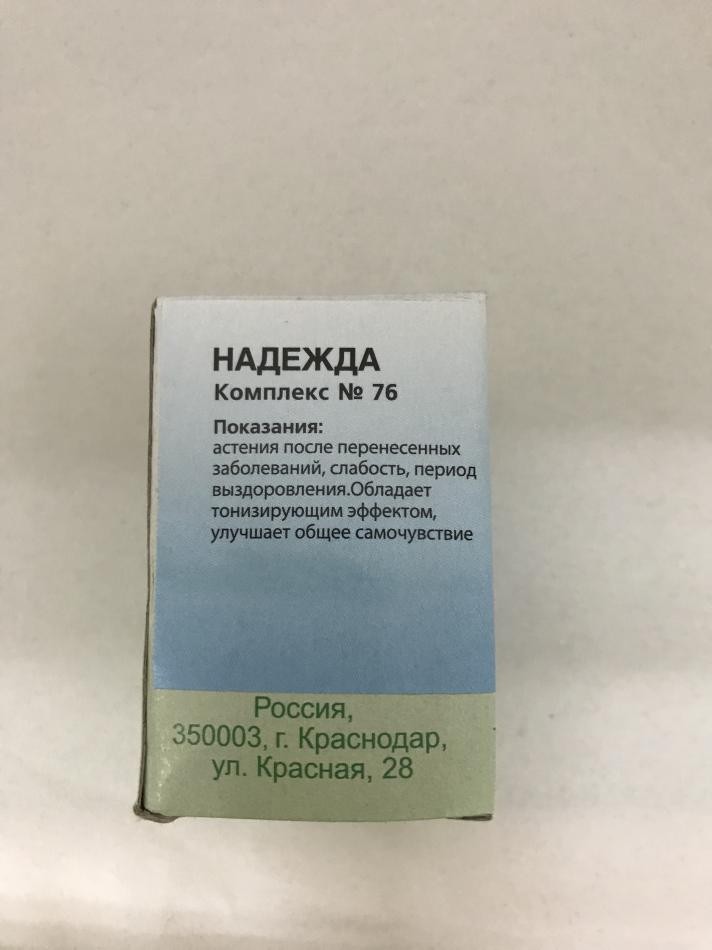 НАДЕЖДА
Комплекс № 76
Показания:
астения после перенесенных
заболеваний, слабость, период
выздоровления.Обладает
тонизирующим эффектом,
улучшает общее самочувствие
Россия,
350003, г. Краснодар,
ул. Красная, 28